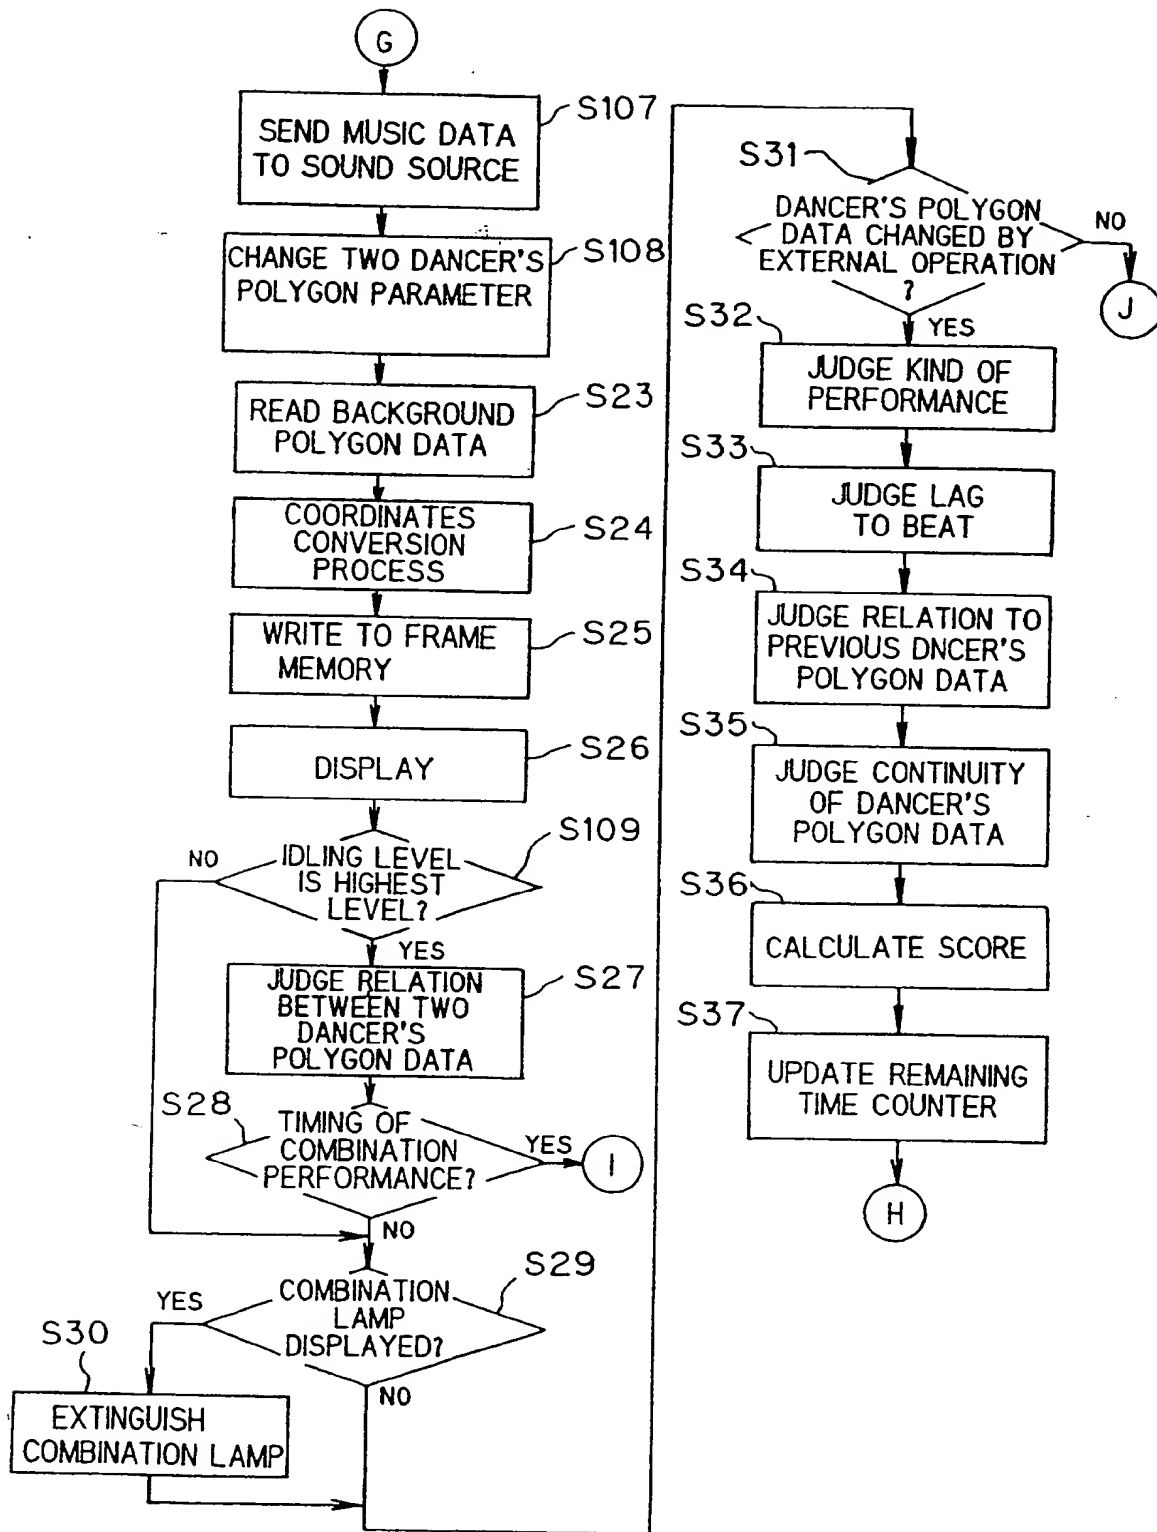 G
S107
SEND MUSIC DATA
TO SOUND SOURCE
S108
CHANGE TWO DANCER'S
POLYGON PARAMETER
S23
READ BACKGROUND
POLYGON DATA
S24
COORDINATES
CONVERSION
PROCESS
S25
WRITE TO FRAME
MEMORY
S26
DISPLAY
S109
NO
IDLING LEVEL
IS HIGHEST
LEVEL?
YES
S27
JUDGE RELATION
BETWEEN TWO
DANCER'S
POLYGON DATA
S28
TIMING OF
COMBINATION
PERFORMANCE?
YES
I
NO
S29
COMBINATION
LAMP
DISPLAYED?
YES
NO
S30
EXTINGUISH
COMBINATION LAMP
S31
DANCER'S POLYGON
DATA CHANGED BY
EXTERNAL OPERATION
?
NO
J
YES
S32
JUDGE KIND OF
PERFORMANCE
S33
JUDGE LAG
TO BEAT
S34
JUDGE RELATION TO
PREVIOUS DNCER'S
POLYGON DATA
S35
JUDGE CONTINUITY
OF DANCER'S
POLYGON DATA
S36
CALCULATE SCORE
S37
UPDATE REMAINING
TIME COUNTER
H